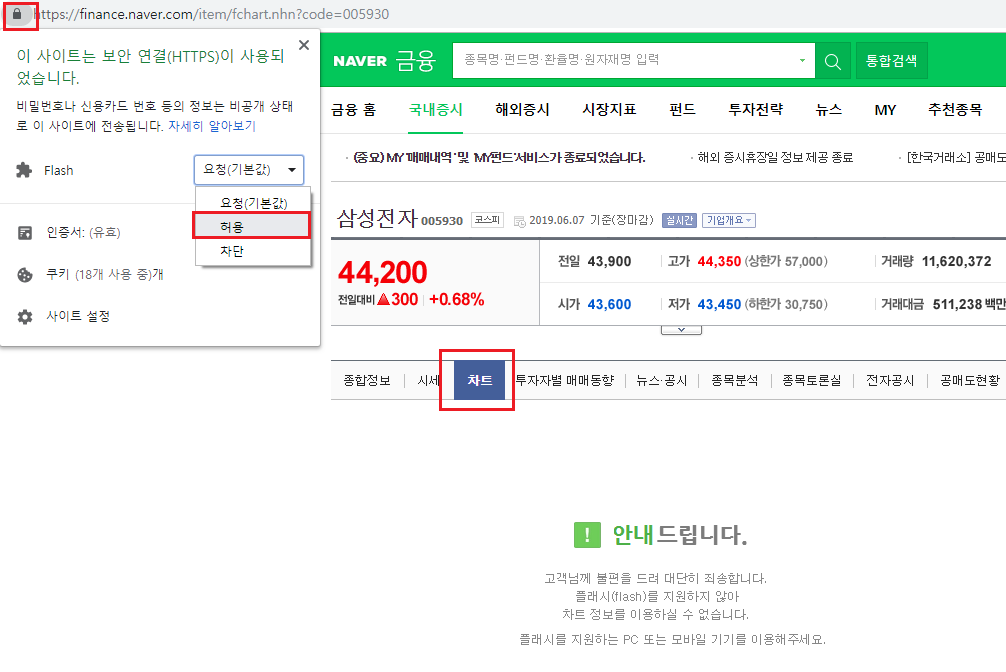 https://finance.naver.com/item/fchart.nhn?code=005930
이 사이트는 보안 연결(HTTPS)이 사용되
었습니다.
비밀번호나 신용카드 번호 등의 정보는 비공개 상태
로 이 사이트에 전송됩니다. 자세히 알아보기
Flash
요청(기본값)
요청(기본값)
허용
차단
인증서: (유효)
쿠키 (18개 사용 중)개
사이트 설정
NAVER 금융
종목명·펀드명·환율명·원자재명 입력
통합검색
금융 홈 국내증시 해외증시 시장지표 펀드 투자전략 뉴스 MY 추천종목
· (중요) MY '매매내역' 및 'MY펀드'서비스가 종료되었습니다. · 해외 증시휴장일 정보제공 종료 · [한국거래소] 공매도
삼성전자 005930 코스피 2019.06.07 기준(장마감) 실시간 기업개요
44,200
전일대비 ▲300 +0.68%
전일 43,900 고가 44,350 (상한가 57,000) 거래량 11,620,372
시가 43,600 저가 43,450 (하한가 30,750) 거래대금 511,238 백만
종합정보 시세 차트 투자자별 매매동향 뉴스·공시 종목분석 종목토론실 전자공시 공매도현황
! 안내드립니다.
고객님께 불편을 드려 대단히 죄송합니다.
플래시(flash)를 지원하지 않아
차트 정보를 이용하실 수 없습니다.
플래시를 지원하는 PC 또는 모바일 기기를 이용해주세요.